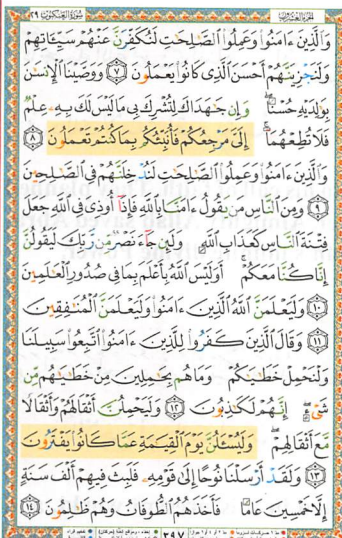 سورة العنكبوت ٢٩
وَالَّذِينَ ءَامَنُوا۟ وَعَمِلُوا۟ الصَّـٰلِحَـٰتِ لَنُكَفِّرَنَّ عَنْهُمْ سَيِّـَٔاتِهِمْ
وَلَنَجْزِيَنَّهُمْ أَحْسَنَ الَّذِى كَانُوا۟ يَعْمَلُونَ ٧ وَوَصَّيْنَا الْإِنسَـٰنَ
بِوَٰلِدَيْهِ حُسْنًا وَإِن جَـٰهَدَاكَ لِتُشْرِكَ بِى مَا لَيْسَ لَكَ بِهِۦ عِلْمٌ
فَلَا تُطِعْهُمَا إِلَىَّ مَرْجِعُكُمْ فَأُنَبِّئُكُم بِمَا كُنتُمْ تَعْمَلُونَ ٨
وَالَّذِينَ ءَامَنُوا۟ وَعَمِلُوا۟ الصَّـٰلِحَـٰتِ لَنُدْخِلَنَّهُمْ فِى الصَّـٰلِحِينَ
٩ وَمِنَ النَّاسِ مَن يَقُولُ ءَامَنَّا بِاللَّهِ فَإِذَآ أُوذِىَ فِى اللَّهِ جَعَلَ
فِتْنَةَ النَّاسِ كَعَذَابِ اللَّهِ وَلَئِن جَآءَ نَصْرٌ مِّن رَّبِّكَ لَيَقُولُنَّ
إِنَّا كُنَّا مَعَكُمْ أَوَلَيْسَ اللَّهُ بِأَعْلَمَ بِمَا فِى صُدُورِ الْعَـٰلَمِينَ
١٠ وَلَيَعْلَمَنَّ اللَّهُ الَّذِينَ ءَامَنُوا۟ وَلَيَعْلَمَنَّ الْمُنَـٰفِقِينَ
١١ وَقَالَ الَّذِينَ كَفَرُوا۟ لِلَّذِينَ ءَامَنُوا۟ اتَّبِعُوا۟ سَبِيلَنَا
وَلْنَحْمِلْ خَطَـٰيَـٰكُمْ وَمَا هُم بِحَـٰمِلِينَ مِنْ خَطَـٰيَـٰهُم مِّن
شَىْءٍ إِنَّهُمْ لَكَـٰذِبُونَ ١٢ وَلَيَحْمِلُنَّ أَثْقَالَهُمْ وَأَثْقَالًا
مَّعَ أَثْقَالِهِمْ وَلَيُسْـَٔلُنَّ يَوْمَ الْقِيَـٰمَةِ عَمَّا كَانُوا۟ يَفْتَرُونَ
١٣ وَلَقَدْ أَرْسَلْنَا نُوحًا إِلَىٰ قَوْمِهِۦ فَلَبِثَ فِيهِمْ أَلْفَ سَنَةٍ
إِلَّا خَمْسِينَ عَامًا فَأَخَذَهُمُ الطُّوفَانُ وَهُمْ ظَـٰلِمُونَ ١٤
٣٩٧